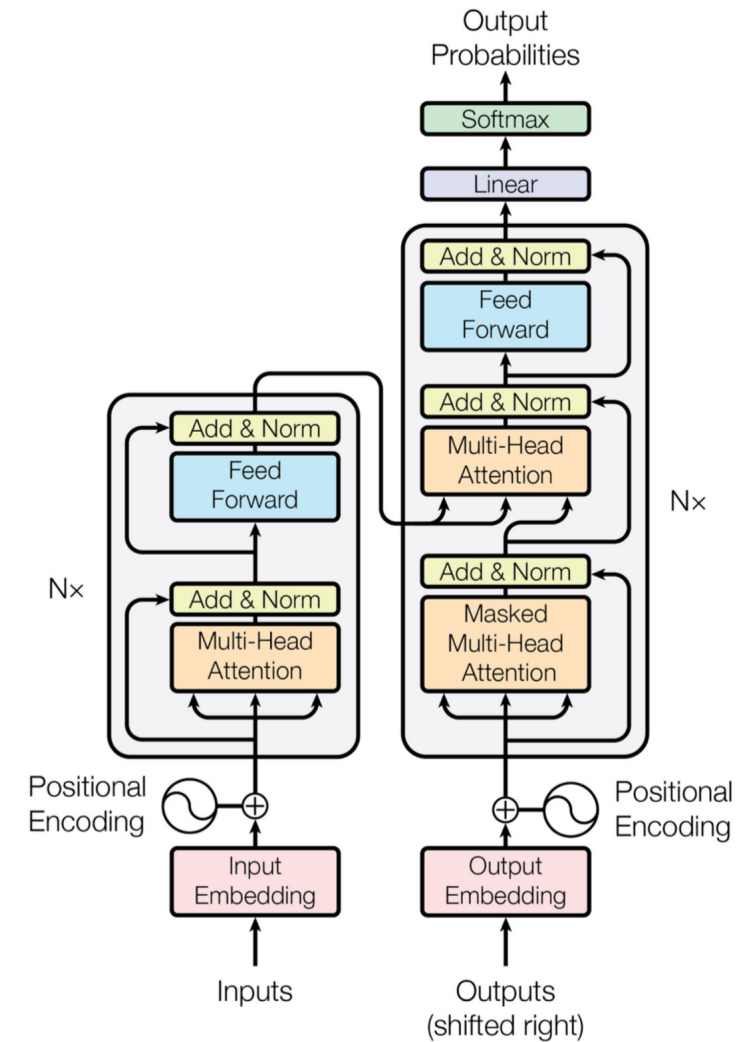 Output
Probabilities
Softmax
Linear
Add & Norm
Feed
Forward
Add & Norm
Multi-Head
Attention
Add & Norm
Masked
Multi-Head
Attention
N×
Add & Norm
Feed
Forward
Add & Norm
Multi-Head
Attention
N×
Positional
Encoding
Input
Embedding
Inputs
Positional
Encoding
Output
Embedding
Outputs
(shifted right)